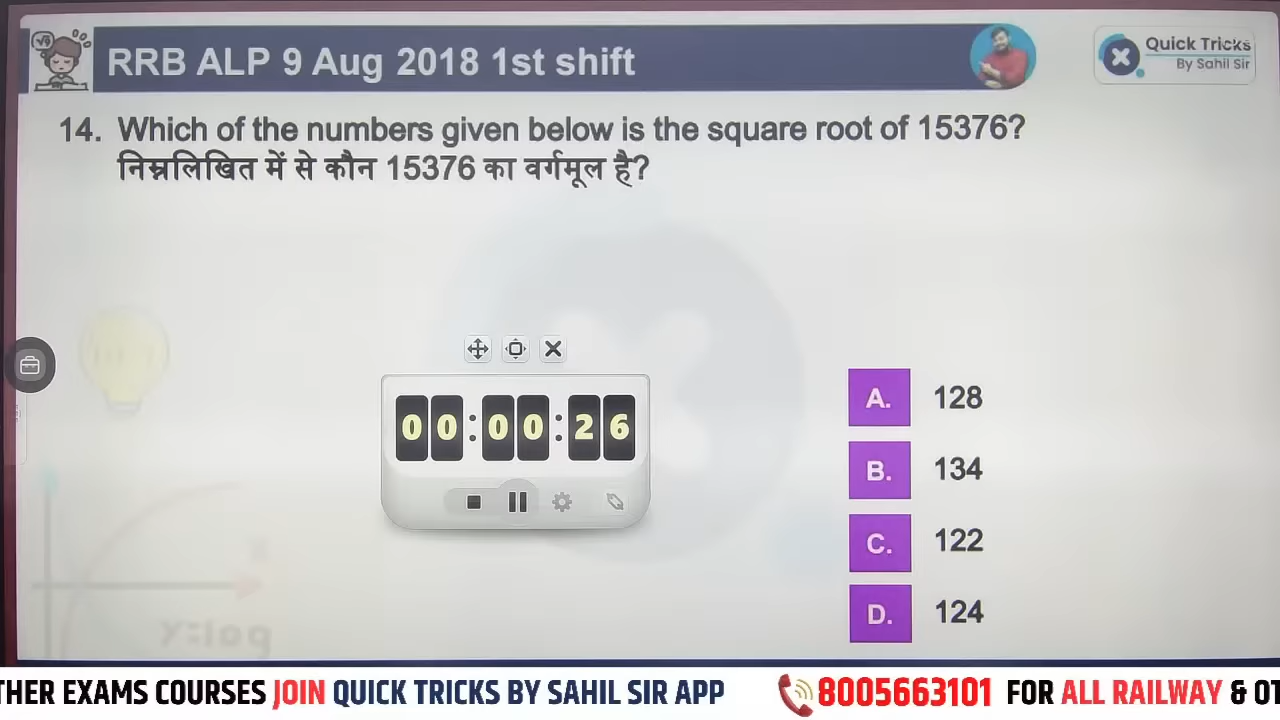 RRB ALP 9 Aug 2018 1st shift
Quick Tricks
By Sahil Sir
14. Which of the numbers given below is the square root of 15376?
निम्नलिखित में से कौन 15376 का वर्गमूल है?
00:00:26
A. 128
B. 134
C. 122
D. 124
y=log
THER EXAMS COURSES JOIN QUICK TRICKS BY SAHIL SIR APP 8005663101 FOR ALL RAILWAY & OT